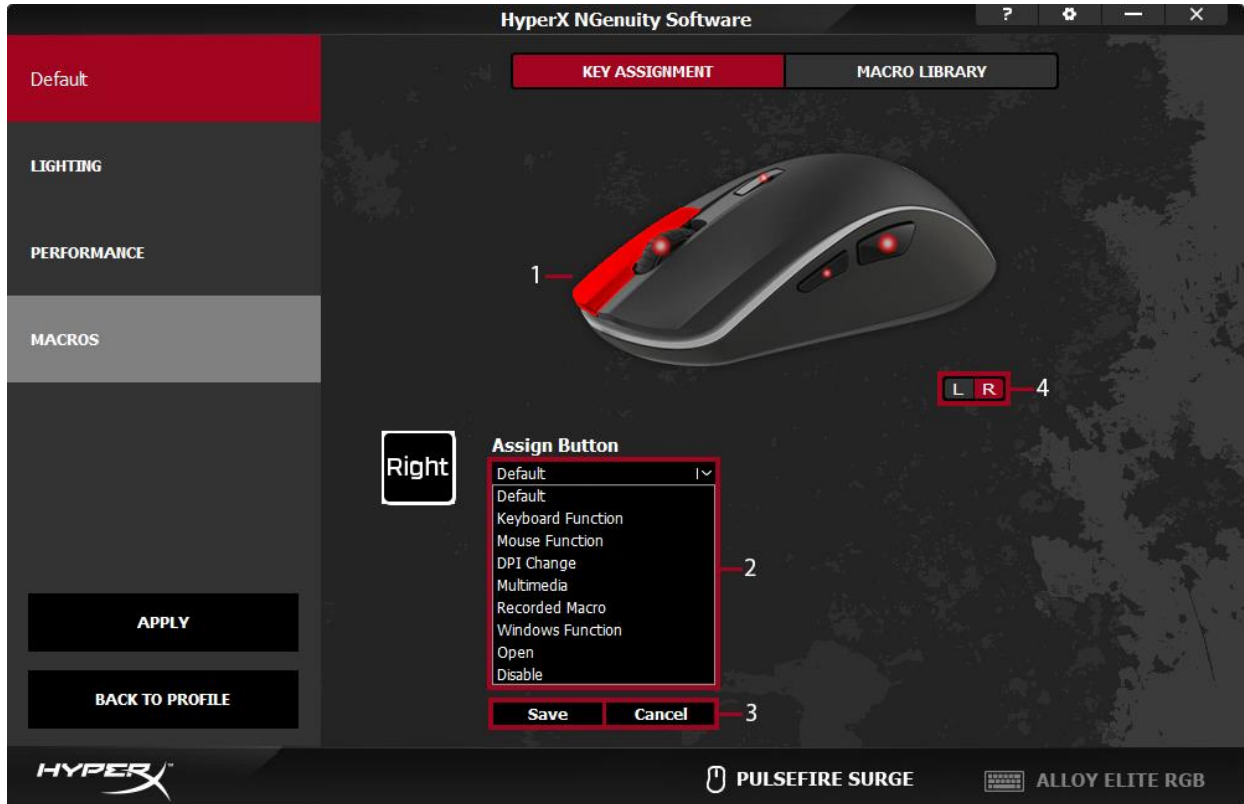 HyperX NGenuity Software
?
KEY ASSIGNMENT MACRO LIBRARY
Default
LIGHTING
PERFORMANCE
MACROS
APPLY
BACK TO PROFILE
1
L R 4
Right
Assign Button
Default
Default
Keyboard Function
Mouse Function
DPI Change
Multimedia
Recorded Macro
Windows Function
Open
Disable
2
Save Cancel 3
HYPERX™
PULSEFIRE SURGE
ALLOY ELITE RGB